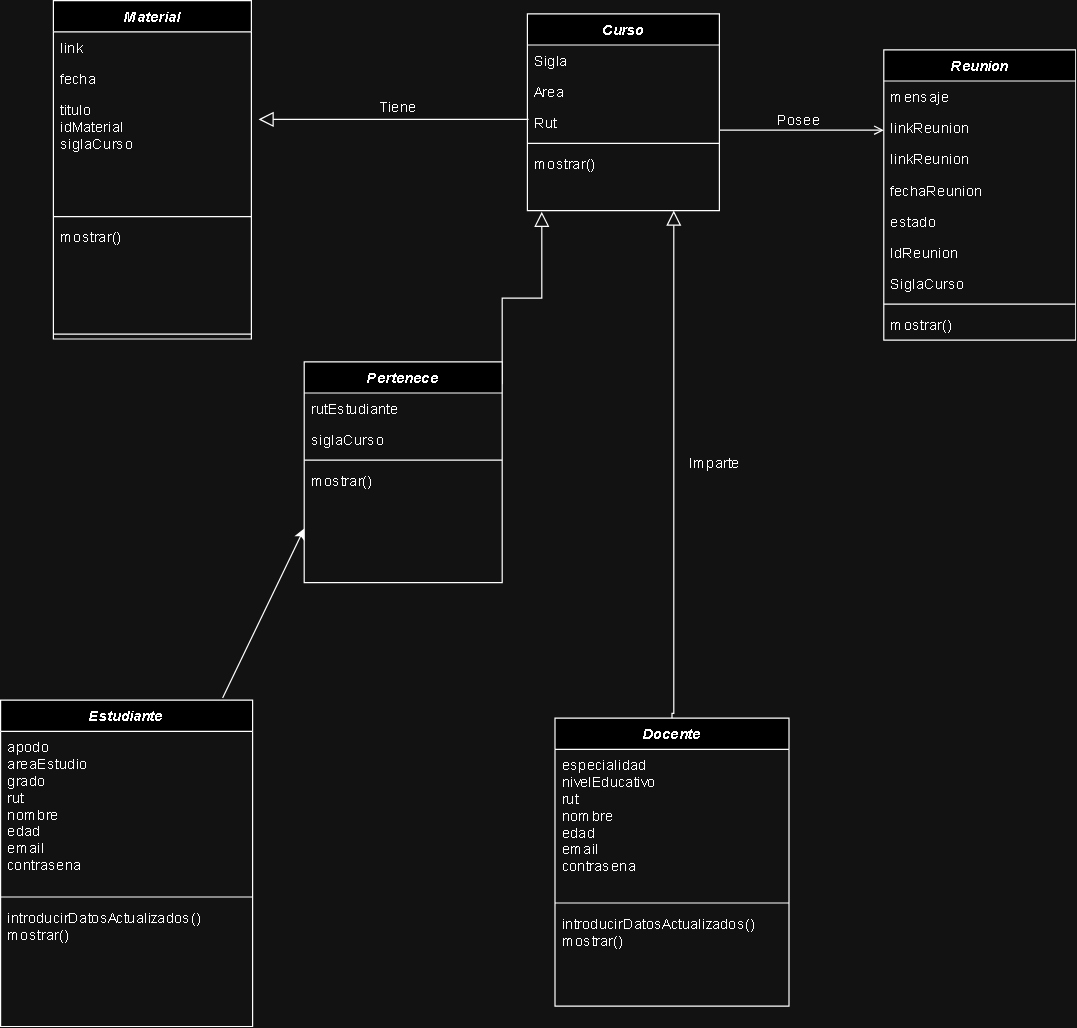 Material
link
fecha
titulo
idMaterial
siglaCurso
mostrar()
Tiene
Curso
Sigla
Area
Rut
mostrar()
Posee
Reunion
mensaje
linkReunion
linkReunion
fechaReunion
estado
IdReunion
SiglaCurso
mostrar()
Pertenece
rutEstudiante
siglaCurso
mostrar()
Imparte
Estudiante
apodo
areaEstudio
grado
rut
nombre
edad
email
contrasena
introducirDatosActualizados()
mostrar()
Docente
especialidad
nivelEducativo
rut
nombre
edad
email
contrasena
introducirDatosActualizados()
mostrar()